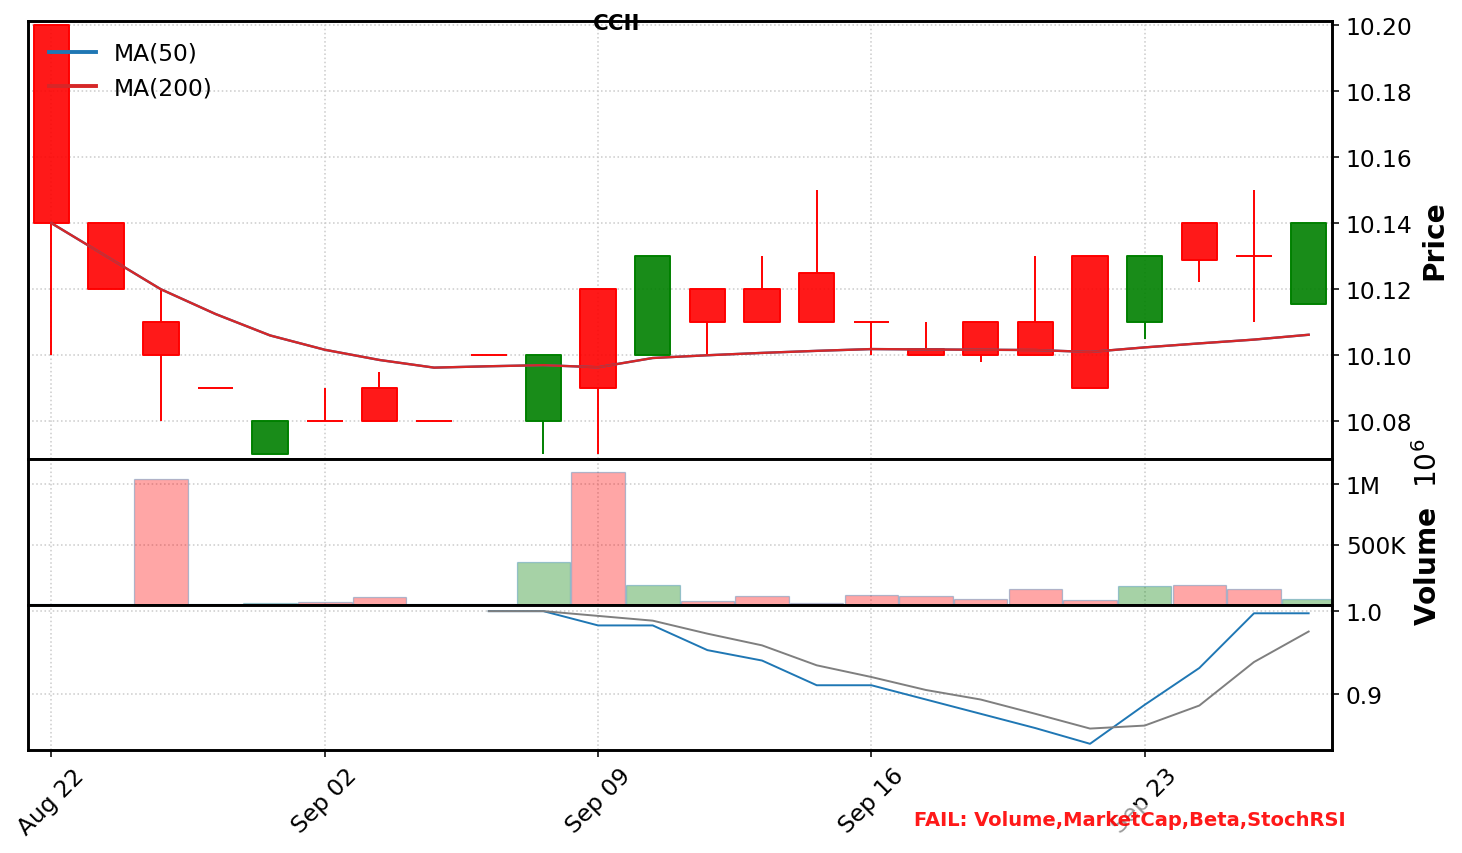 CCII
MA(50)
MA(200)
10.20
10.18
10.16
10.14
10.12
10.10
10.08
Price
1M
500K
Volume 10^6
1.0
0.9
Aug 22
Sep 02
Sep 09
Sep 16
Sep 23
FAIL: Volume,MarketCap,Beta,StochRSI